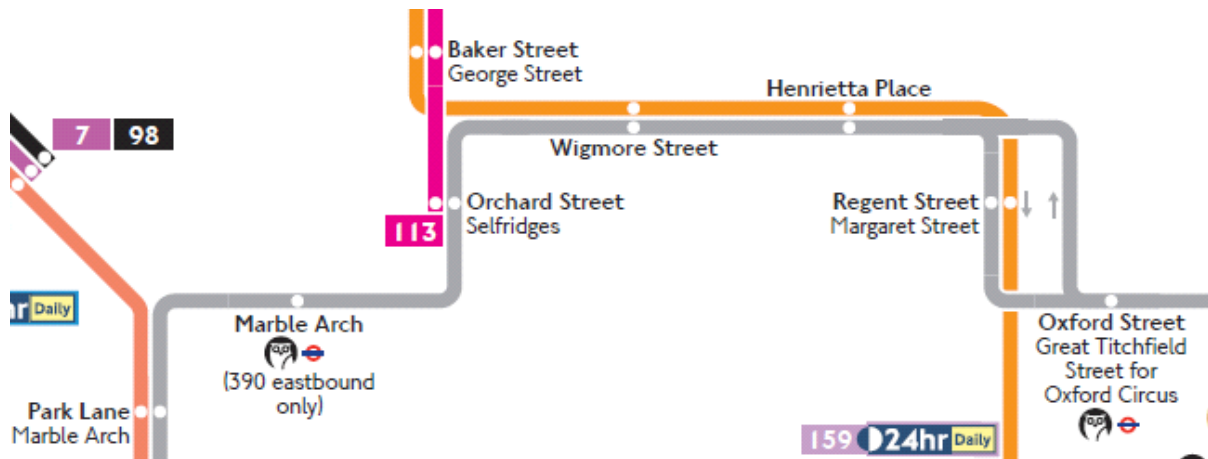 Baker Street
George Street
Henrietta Place
7 98
Wigmore Street
Orchard Street
Selfridges
113
Regent Street
Margaret Street
Daily
Marble Arch
(390 eastbound
only)
Oxford Street
Great Titchfield
Street for
Oxford Circus
Park Lane
Marble Arch
159 24hr Daily